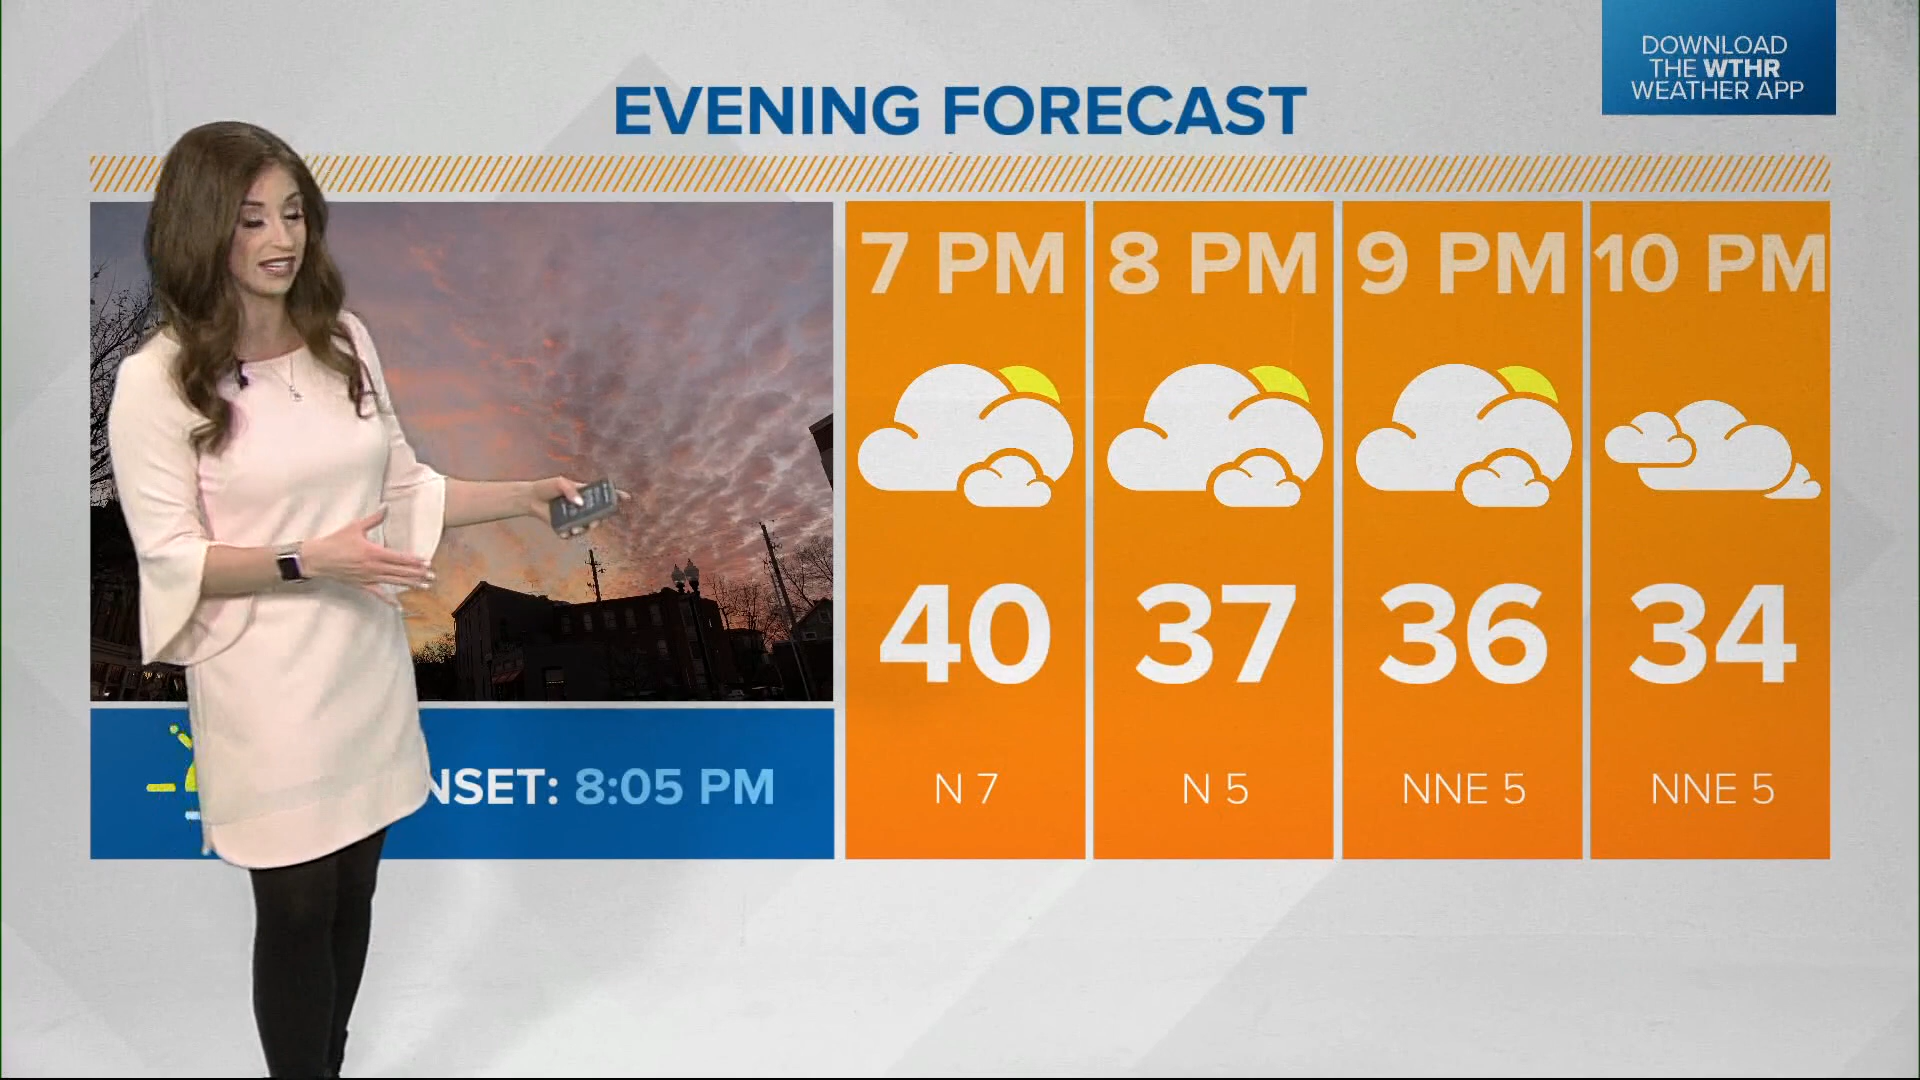 DOWNLOAD
THE WTHR
WEATHER APP
EVENING FORECAST
7 PM 8 PM 9 PM 10 PM
40 37 36 34
N 7 N 5 NNE 5 NNE 5
NSET: 8:05 PM